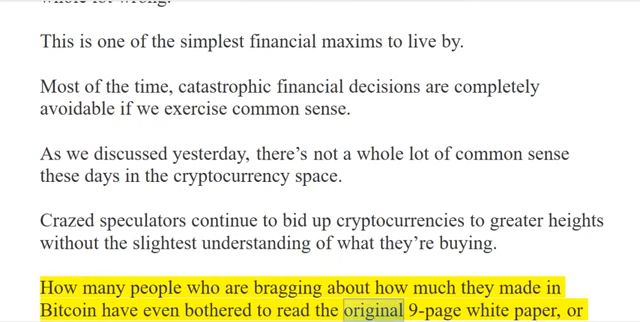 This is one of the simplest financial maxims to live by.
Most of the time, catastrophic financial decisions are completely
avoidable if we exercise common sense.
As we discussed yesterday, there’s not a whole lot of common sense
these days in the cryptocurrency space.
Crazed speculators continue to bid up cryptocurrencies to greater heights
without the slightest understanding of what they’re buying.
How many people who are bragging about how much they made in
Bitcoin have even bothered to read the original 9-page white paper, or